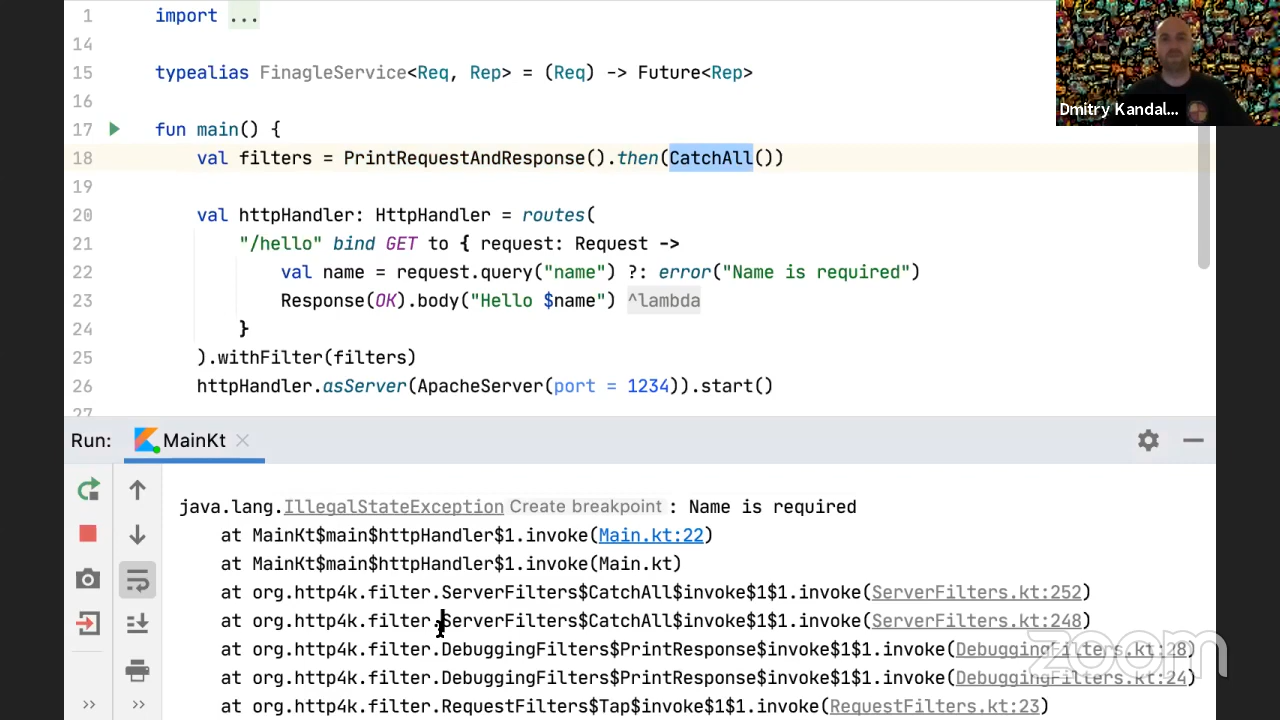 1 import ...
14
15 typealias FinagleService<Req, Rep> = (Req) -> Future<Rep>
16
17 fun main() {
18 val filters = PrintRequestAndResponse().then(CatchAll())
19
20 val httpHandler: HttpHandler = routes(
21 "/hello" bind GET to { request: Request ->
22 val name = request.query("name") ?: error("Name is required")
23 Response(OK).body("Hello $name") ^lambda
24 }
25 ).withFilter(filters)
26 httpHandler.asServer(ApacheServer(port = 1234)).start()
27
Dmitry Kandal...
Run: MainKt
java.lang.IllegalStateException Create breakpoint : Name is required
at MainKt$main$httpHandler$1.invoke(Main.kt:22)
at MainKt$main$httpHandler$1.invoke(Main.kt)
at org.http4k.filter.ServerFilters$CatchAll$invoke$1$1.invoke(ServerFilters.kt:252)
at org.http4k.filter.ServerFilters$CatchAll$invoke$1$1.invoke(ServerFilters.kt:248)
at org.http4k.filter.DebuggingFilters$PrintResponse$invoke$1$1.invoke(DebuggingFilters.kt:28)
at org.http4k.filter.DebuggingFilters$PrintResponse$invoke$1$1.invoke(DebuggingFilters.kt:24)
at org.http4k.filter.RequestFilters$Tap$invoke$1$1.invoke(RequestFilters.kt:23)
zoom